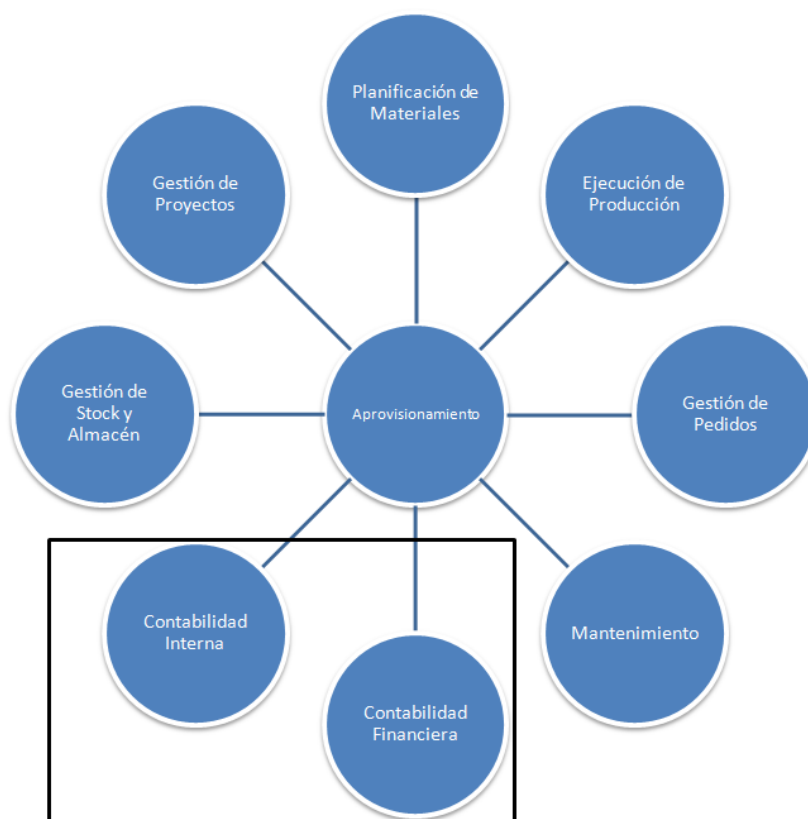 Planificación de
Materiales
Gestión de
Proyectos
Ejecución de
Producción
Gestión de
Stock y
Almacén
Aprovisionamiento
Gestión de
Pedidos
Contabilidad
Interna
Mantenimiento
Contabilidad
Financiera